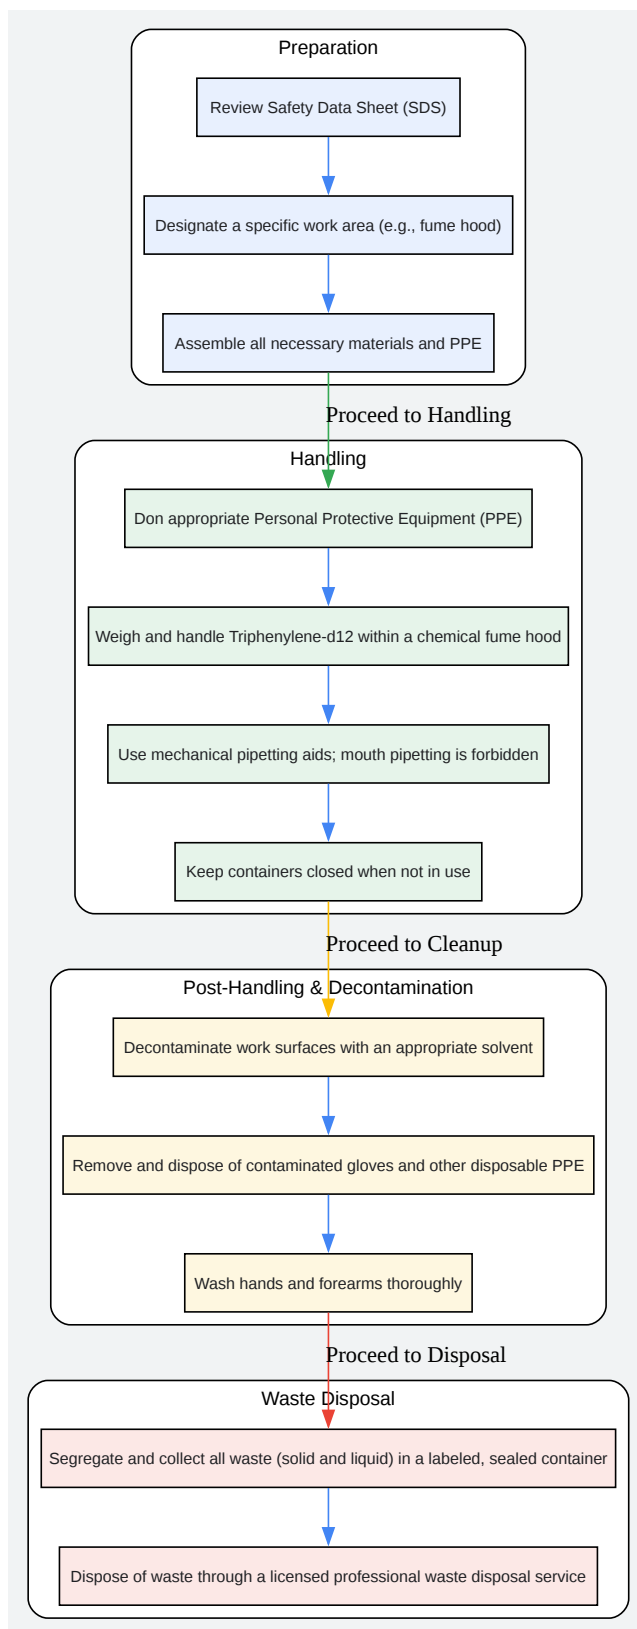 Preparation
Review Safety Data Sheet (SDS)
Designate a specific work area (e.g., fume hood)
Assemble all necessary materials and PPE
Proceed to Handling
Handling
Don appropriate Personal Protective Equipment (PPE)
Weigh and handle Triphenylene-d12 within a chemical fume hood
Use mechanical pipetting aids; mouth pipetting is forbidden
Keep containers closed when not in use
Proceed to Cleanup
Post-Handling & Decontamination
Decontaminate work surfaces with an appropriate solvent
Remove and dispose of contaminated gloves and other disposable PPE
Wash hands and forearms thoroughly
Proceed to Disposal
Waste Disposal
Segregate and collect all waste (solid and liquid) in a labeled, sealed container
Dispose of waste through a licensed professional waste disposal service